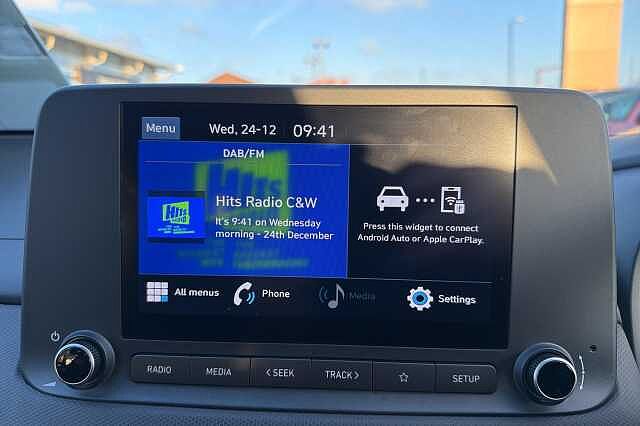 Menu Wed, 24-12 09:41
DAB/FM
Hits Radio C&W
It's 9:41 on Wednesday
morning - 24th December
HITS
RADIO
Press this widget to connect
Android Auto or Apple CarPlay.
All menus Phone Media Settings
RADIO MEDIA < SEEK TRACK > SETUP